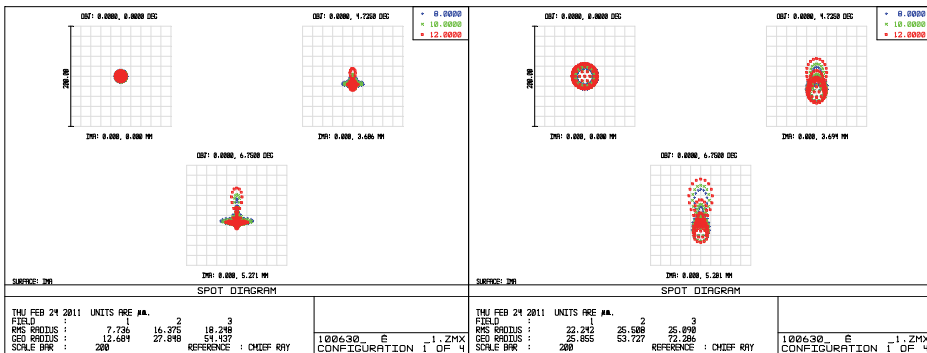 OBJ: 0.0000, 0.0000 DEG
OBJ: 0.0000, 4.7250 DEG
+ 8.0000
× 10.0000
▪ 12.0000
200.00
IMA: 0.000, 0.000 MM
IMA: 0.000, 3.686 MM
OBJ: 0.0000, 6.7500 DEG
IMA: 0.000, 5.271 MM
SURFACE: IMA
SPOT DIAGRAM
THU FEB 24 2011 UNITS ARE µm.
FIELD : 1 2 3
RMS RADIUS : 7.736 16.375 18.248
GEO RADIUS : 12.684 27.848 54.437
SCALE BAR : 200 REFERENCE : CHIEF RAY
100630_ E _1.ZMX
CONFIGURATION 1 OF 4
OBJ: 0.0000, 0.0000 DEG
OBJ: 0.0000, 4.7250 DEG
+ 8.0000
× 10.0000
▪ 12.0000
200.00
IMA: 0.000, 0.000 MM
IMA: 0.000, 3.694 MM
OBJ: 0.0000, 6.7500 DEG
IMA: 0.000, 5.281 MM
SURFACE: IMA
SPOT DIAGRAM
THU FEB 24 2011 UNITS ARE µm.
FIELD : 1 2 3
RMS RADIUS : 22.242 25.508 25.090
GEO RADIUS : 25.855 53.727 72.286
SCALE BAR : 200 REFERENCE : CHIEF RAY
100630_ E _1.ZMX
CONFIGURATION 1 OF 4